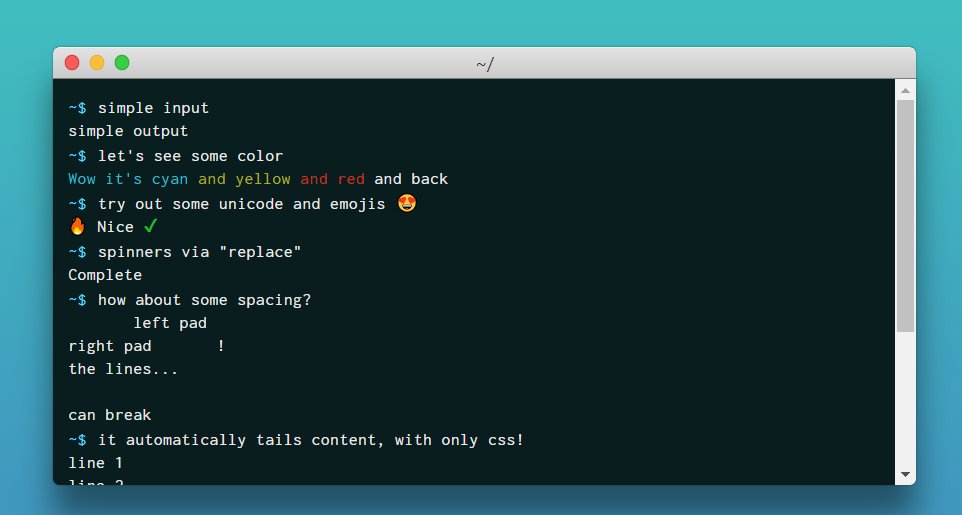 ~/
~$ simple input
simple output
~$ let's see some color
Wow it's cyan and yellow and red and back
~$ try out some unicode and emojis 😍
🔥 Nice ✓
~$ spinners via "replace"
Complete
~$ how about some spacing?
       left pad
right pad       !
the lines...

can break
~$ it automatically tails content, with only css!
line 1
line 2